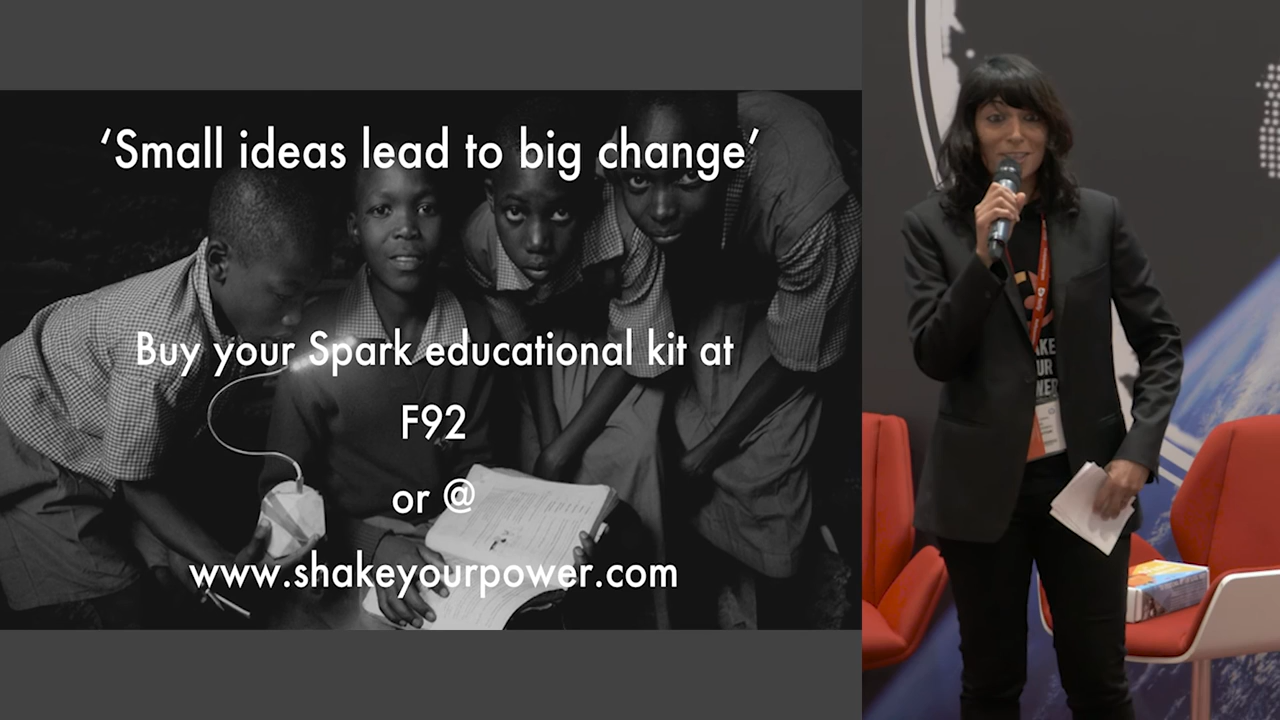 ‘Small ideas lead to big change’
Buy your Spark educational kit at
F92
or @
www.shakeyourpower.com